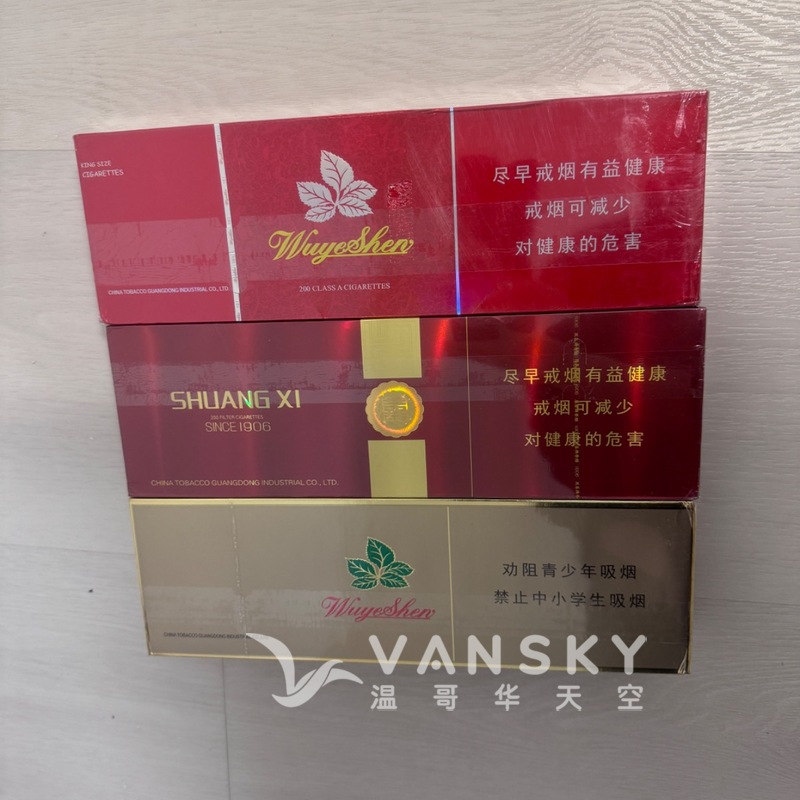 KING SIZE
CIGARETTES
WuyeShen
200 CLASS A CIGARETTES
CHINA TOBACCO GUANGDONG INDUSTRIAL CO., LTD.
尽早戒烟有益健康
戒烟可减少
对健康的危害
SHUANG XI
200 FILTER CIGARETTES
SINCE 1906
CHINA TOBACCO GUANGDONG INDUSTRIAL CO., LTD.
尽早戒烟有益健康
戒烟可减少
对健康的危害
WuyeShen
CHINA TOBACCO GUANGDONG
劝阻青少年吸烟
禁止中小学生吸烟
VANSKY
温哥华天空